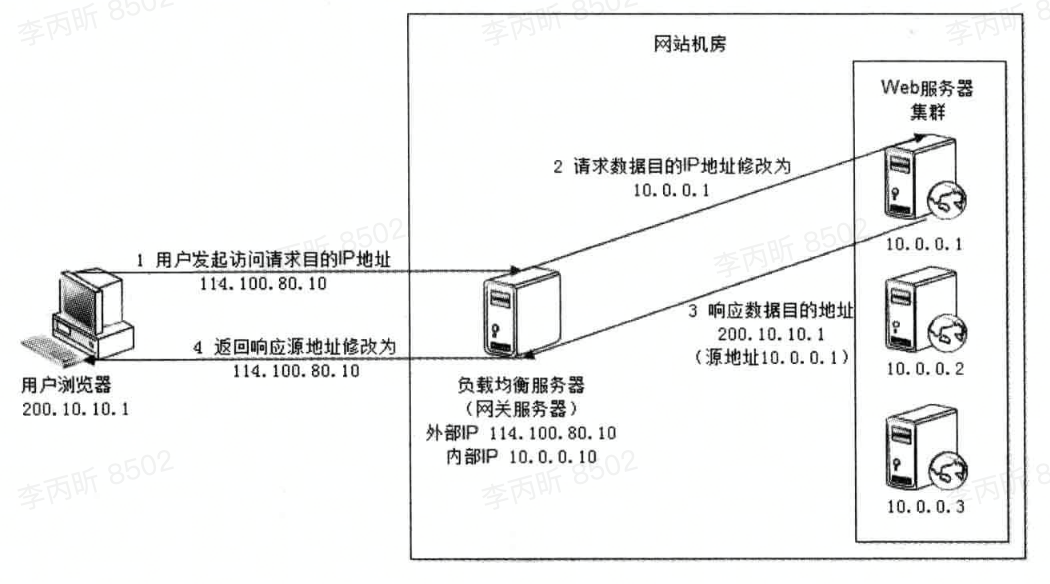 李丙昕 8502
李丙昕 8502
李丙昕 8
网站机房
Web服务器
集群
2 请求数据目的IP地址修改为
10.0.0.1
李丙昕 8502
李丙昕 8502
10.0.0.1
1 用户发起访问请求目的IP地址
114.100.80.10
3 响应数据目的地址
200.10.10.1
(源地址10.0.0.1)
4 返回响应源地址修改为
114.100.80.10
10.0.0.2
用户浏览器
200.10.10.1
负载均衡服务器
(网关服务器)
外部IP 114.100.80.10
内部IP 10.0.0.10
李丙昕 8502
李丙昕 8502
李丙昕 8
10.0.0.3